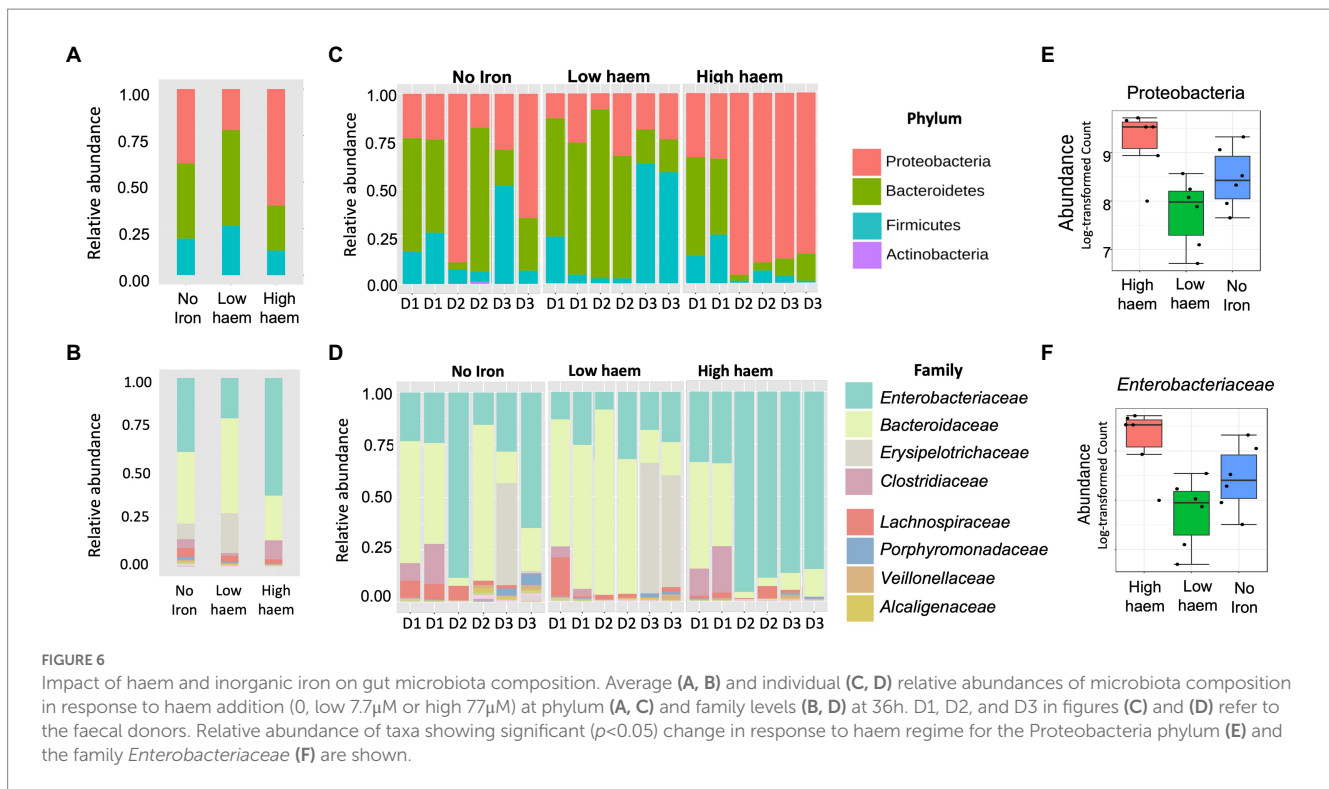 A
Relative abundance
1.00
0.75
0.50
0.25
0.00
No Iron
Low haem
High haem
B
Relative abundance
1.00
0.75
0.50
0.25
0.00
No Iron
Low haem
High haem
C
No Iron
Low haem
High haem
Relative abundance
1.00
0.75
0.50
0.25
0.00
D1 D1 D2 D2 D3 D3 D1 D1 D2 D2 D3 D3 D1 D1 D2 D2 D3 D3
Phylum
Proteobacteria
Bacteroidetes
Firmicutes
Actinobacteria
D
No Iron
Low haem
High haem
Relative abundance
1.00
0.75
0.50
0.25
0.00
D1 D1 D2 D2 D3 D3 D1 D1 D2 D2 D3 D3 D1 D1 D2 D2 D3 D3
Family
Enterobacteriaceae
Bacteroidaceae
Erysipelotrichaceae
Clostridiaceae
Lachnospiraceae
Porphyromonadaceae
Veillonellaceae
Alcaligenaceae
E
Proteobacteria
Abundance
Log-transformed Count
9
8
7
High haem
Low haem
No Iron
F
Enterobacteriaceae
Abundance
Log-transformed Count
High haem
Low haem
No Iron
FIGURE 6
Impact of haem and inorganic iron on gut microbiota composition. Average (A, B) and individual (C, D) relative abundances of microbiota composition
in response to haem addition (0, low 7.7μM or high 77μM) at phylum (A, C) and family levels (B, D) at 36h. D1, D2, and D3 in figures (C) and (D) refer to
the faecal donors. Relative abundance of taxa showing significant (p<0.05) change in response to haem regime for the Proteobacteria phylum (E) and
the family Enterobacteriaceae (F) are shown.